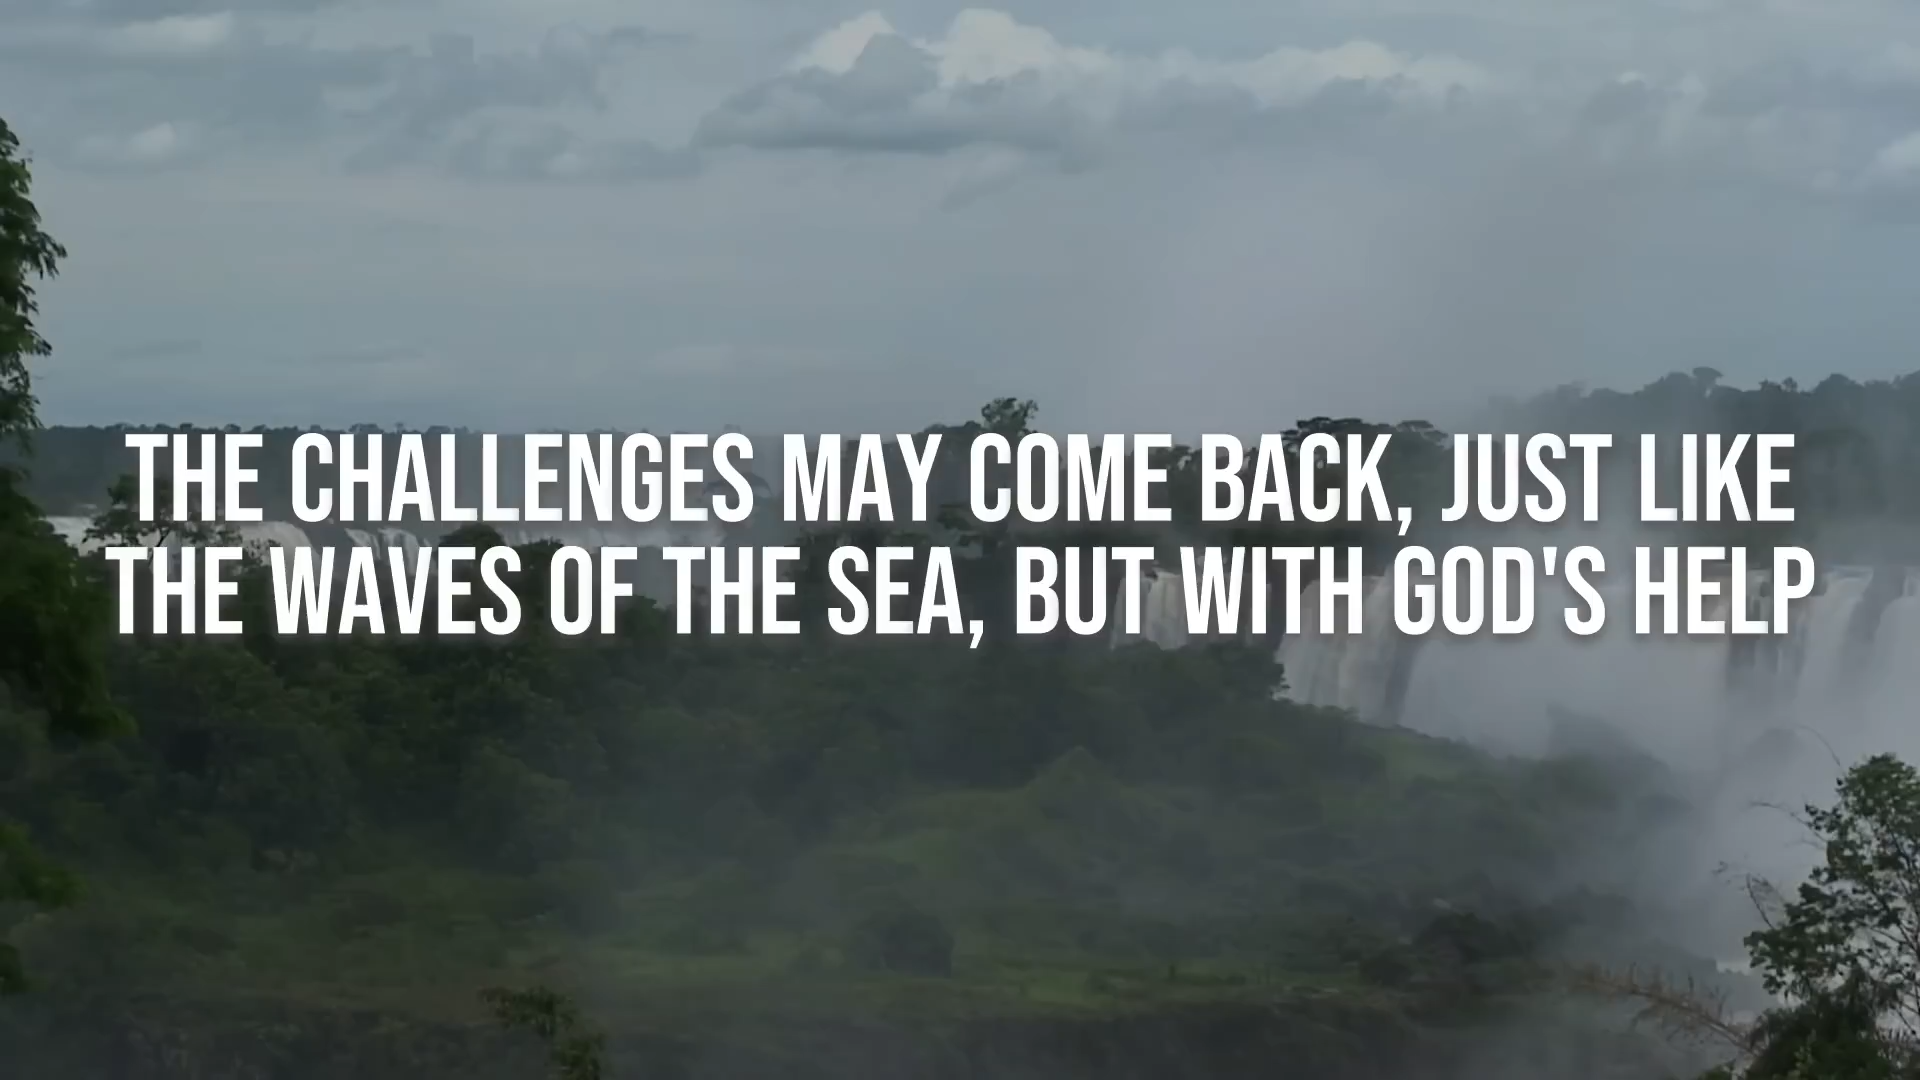 THE CHALLENGES MAY COME BACK, JUST LIKE
THE WAVES OF THE SEA, BUT WITH GOD'S HELP